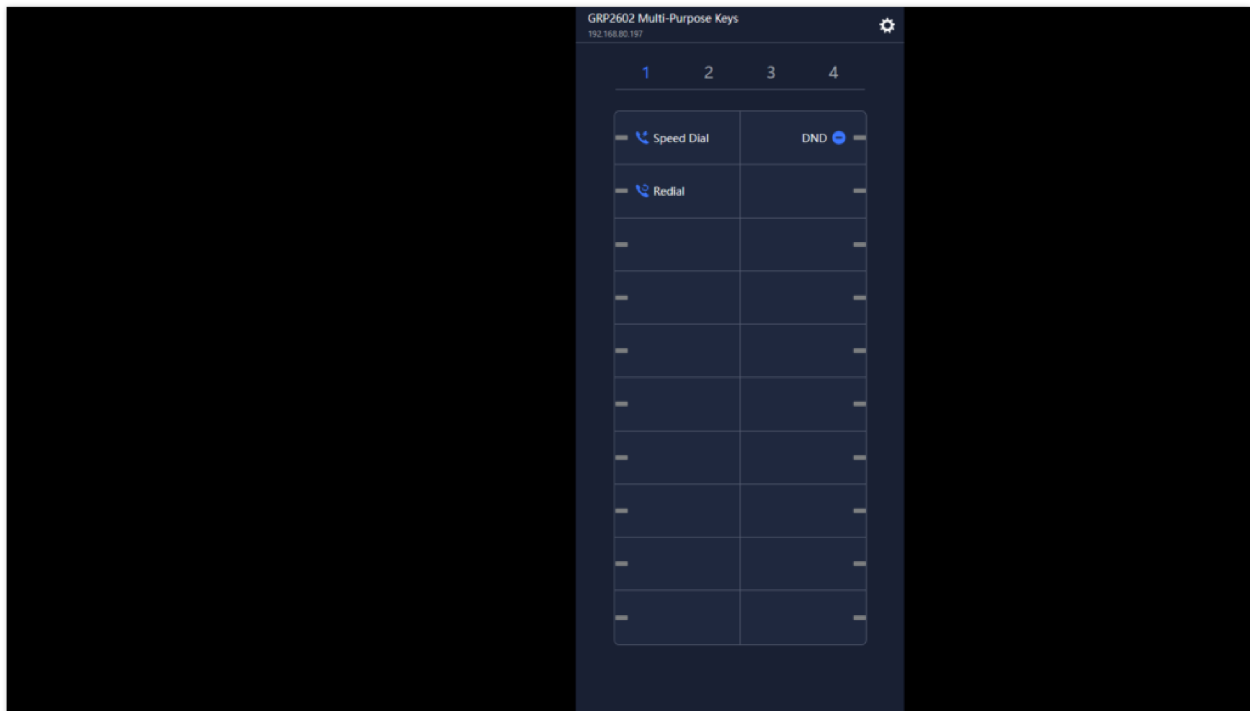 GRP2602 Multi-Purpose Keys
192.168.80.197
1 2 3 4
Speed Dial DND
Redial